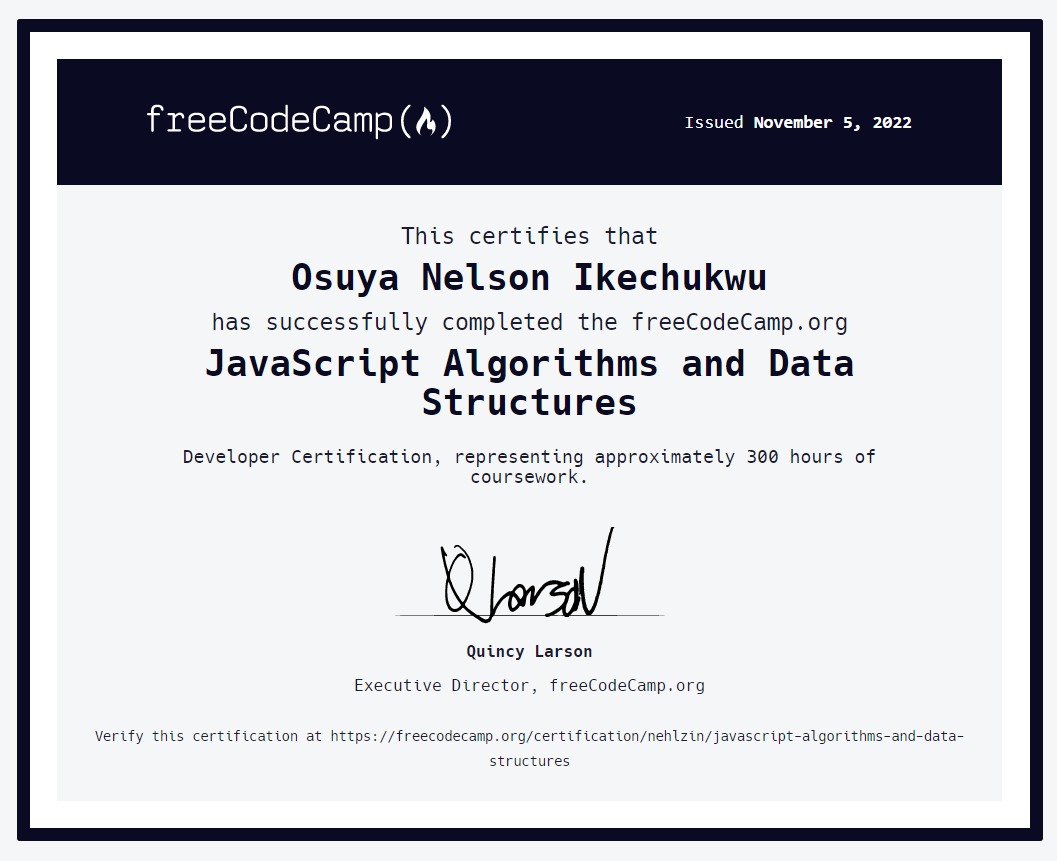 freeCodeCamp
Issued November 5, 2022
This certifies that
Osuya Nelson Ikechukwu
has successfully completed the freeCodeCamp.org
JavaScript Algorithms and Data
Structures
Developer Certification, representing approximately 300 hours of
coursework.
QLarson
Quincy Larson
Executive Director, freeCodeCamp.org
Verify this certification at https://freecodecamp.org/certification/nehlzin/javascript-algorithms-and-data-
structures